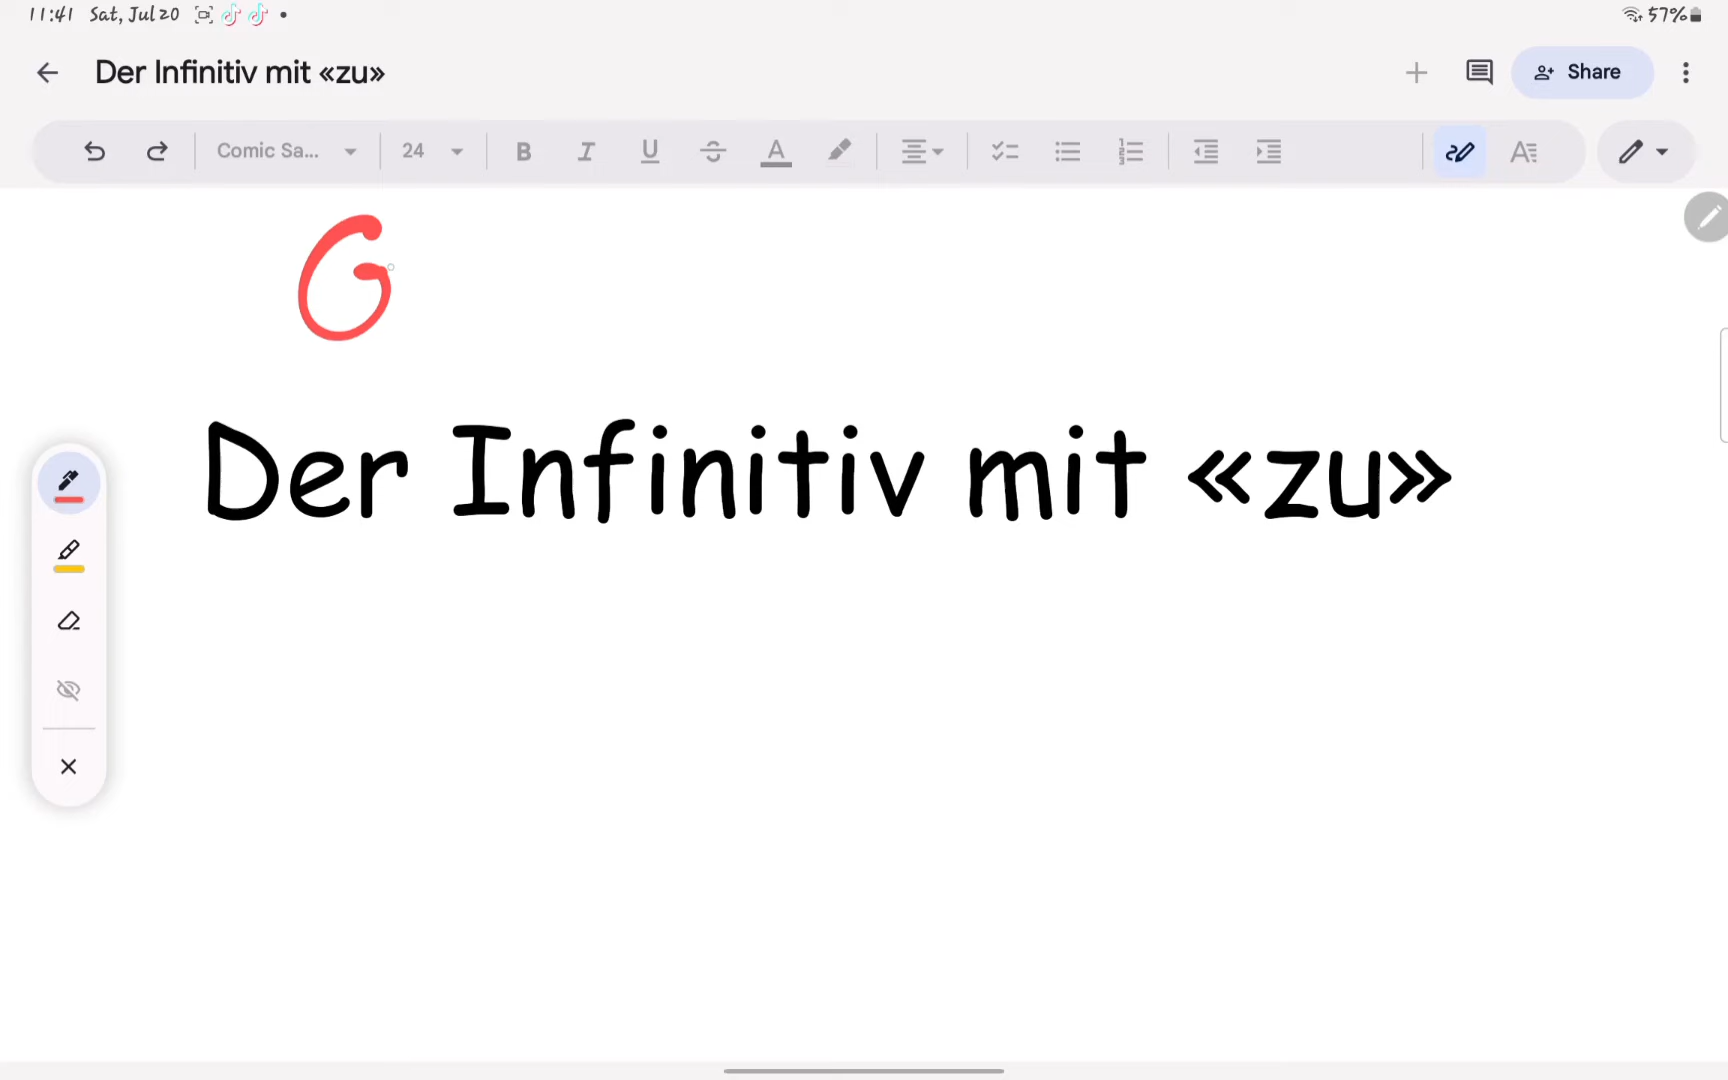 11:41 Sat, Jul 20
57%
Der Infinitiv mit «zu»
Share
Comic Sa...
24
B I U S A
G
Der Infinitiv mit «zu»